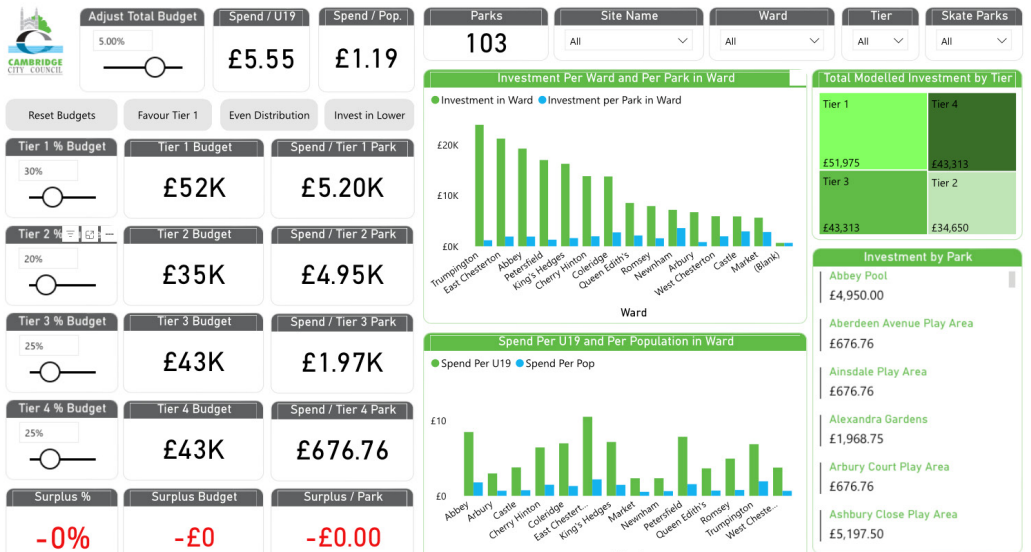 CAMBRIDGE
CITY COUNCIL
Adjust Total Budget
5.00%
Spend / U19
£5.55
Spend / Pop.
£1.19
Parks
103
Site Name
All
Ward
All
Tier
All
Skate Parks
All
Reset Budgets
Favour Tier 1
Even Distribution
Invest in Lower
Tier 1 % Budget
30%
Tier 1 Budget
£52K
Spend / Tier 1 Park
£5.20K
Tier 2 %
20%
Tier 2 Budget
£35K
Spend / Tier 2 Park
£4.95K
Tier 3 % Budget
25%
Tier 3 Budget
£43K
Spend / Tier 3 Park
£1.97K
Tier 4 % Budget
25%
Tier 4 Budget
£43K
Spend / Tier 4 Park
£676.76
Surplus %
-0%
Surplus Budget
-£0
Surplus / Park
-£0.00
Investment Per Ward and Per Park in Ward
Investment in Ward
Investment per Park in Ward
£20K
£10K
£0K
Trumpington
East Chesterton
Abbey
Petersfield
King's Hedges
Cherry Hinton
Coleridge
Queen Edith's
Romsey
Newnham
Arbury
West Chesterton
Castle
Market
(Blank)
Ward
Spend Per U19 and Per Population in Ward
Spend Per U19
Spend Per Pop
£10
£0
Abbey
Arbury
Castle
Cherry Hinton
Coleridge
East Chestert...
King's Hedges
Market
Newnham
Petersfield
Queen Edith's
Romsey
Trumpington
West Cheste...
Total Modelled Investment by Tier
Tier 1
£51,975
Tier 4
£43,313
Tier 3
£43,313
Tier 2
£34,650
Investment by Park
Abbey Pool
£4,950.00
Aberdeen Avenue Play Area
£676.76
Ainsdale Play Area
£676.76
Alexandra Gardens
£1,968.75
Arbury Court Play Area
£676.76
Ashbury Close Play Area
£5,197.50